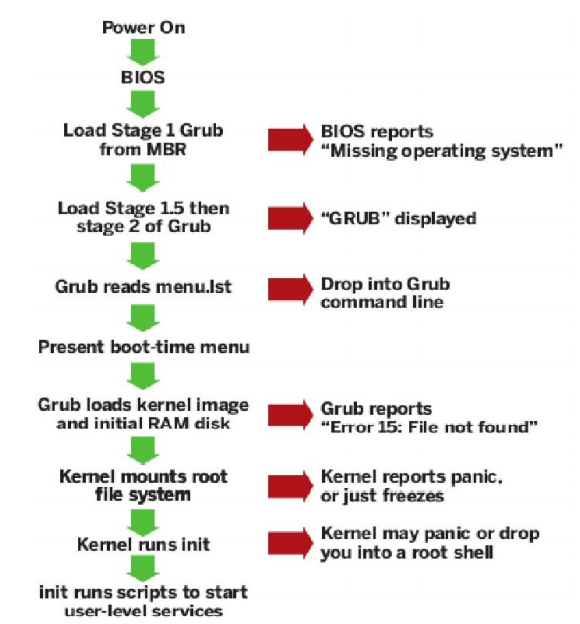 Power On
BIOS
Load Stage 1 Grub
from MBR
BIOS reports
“Missing operating system”
Load Stage 1.5 then
stage 2 of Grub
“GRUB” displayed
Grub reads menu.lst
Drop into Grub
command line
Present boot-time menu
Grub loads kernel image
and initial RAM disk
Grub reports
“Error 15: File not found”
Kernel mounts root
file system
Kernel reports panic,
or just freezes
Kernel runs init
Kernel may panic or drop
you into a root shell
init runs scripts to start
user-level services